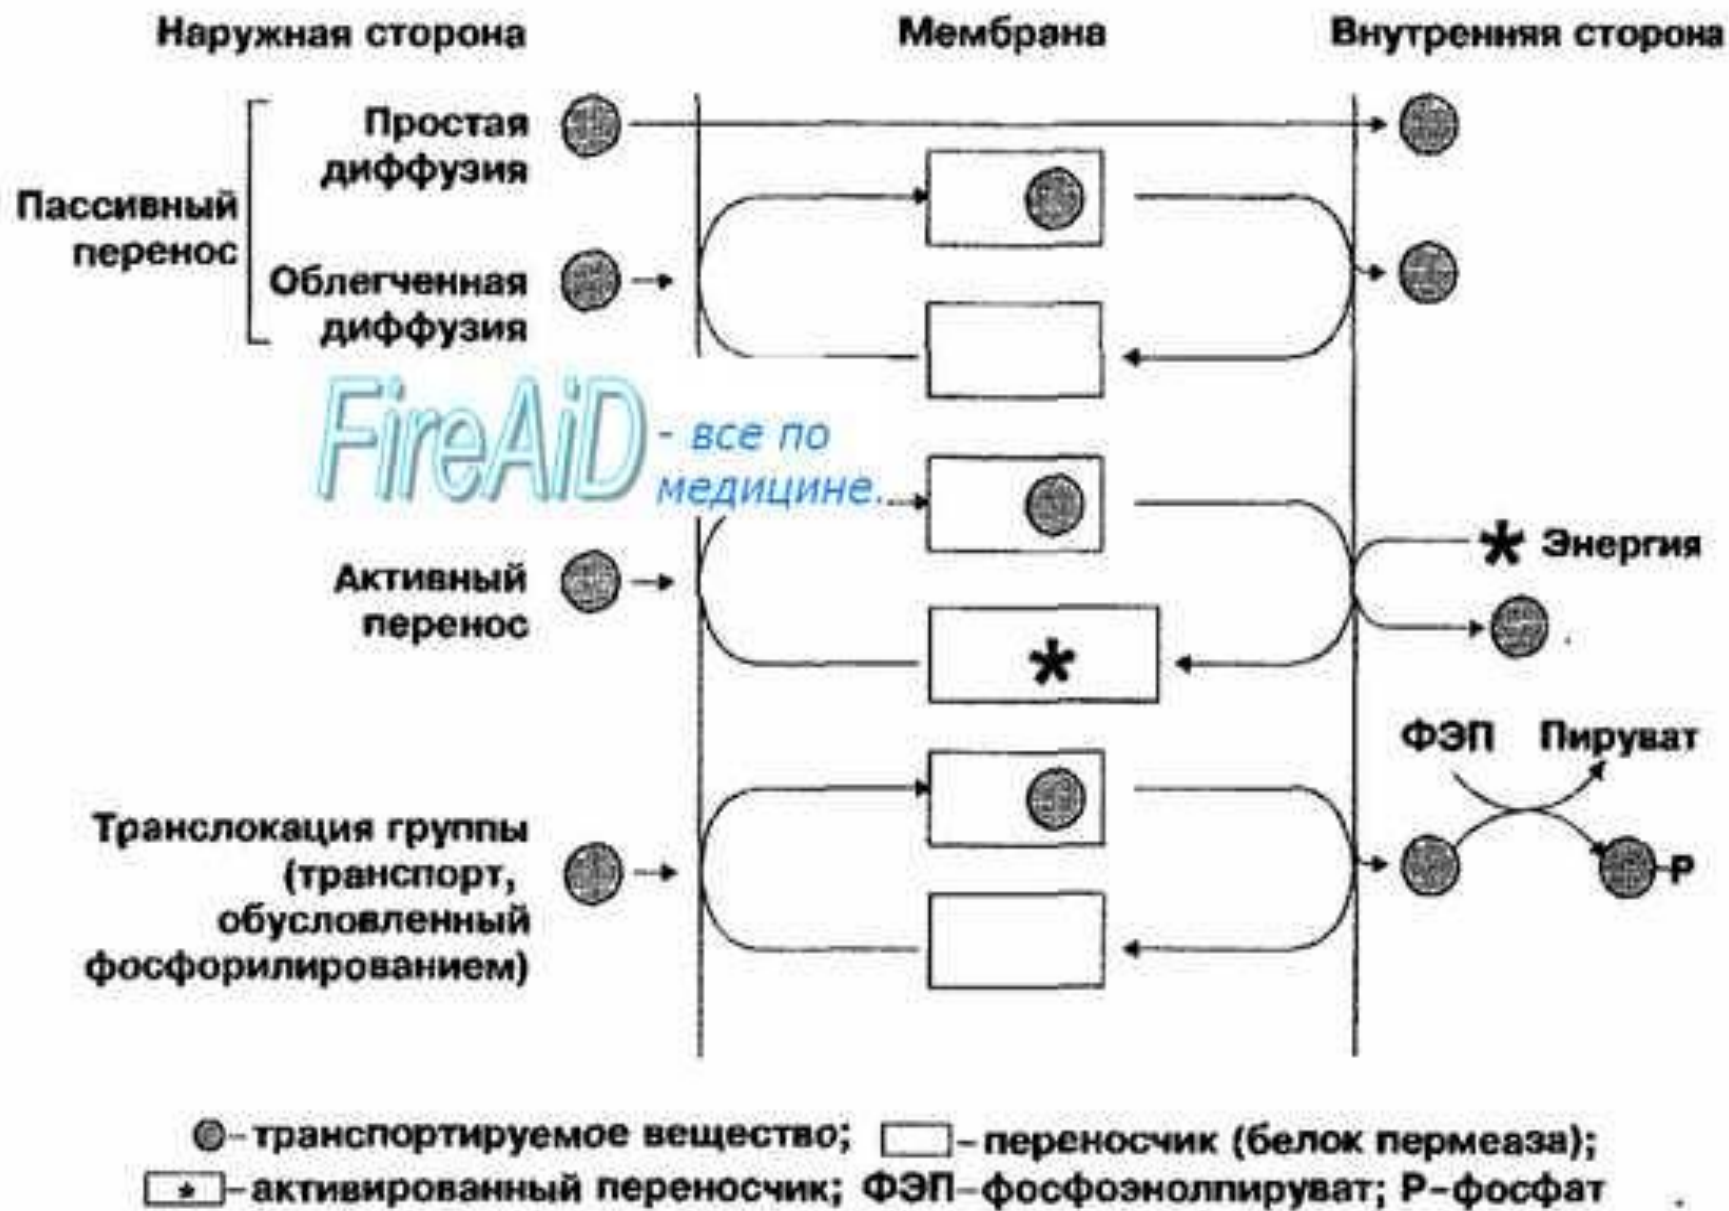 Наружная сторона
Мембрана
Внутренняя сторона
Простая
диффузия
Пассивный
перенос
Облегченная
диффузия
FireAiD
- все по
медицине.
Активный
перенос
* Энергия
*
ФЭП
Пируват
Транслокация группы
(транспорт,
обусловленный
фосфорилированием)
Р
-транспортируемое вещество;
-переносчик (белок пермеаза);
*
-активированный переносчик; ФЭП-фосфоэнолпируват; Р-фосфат